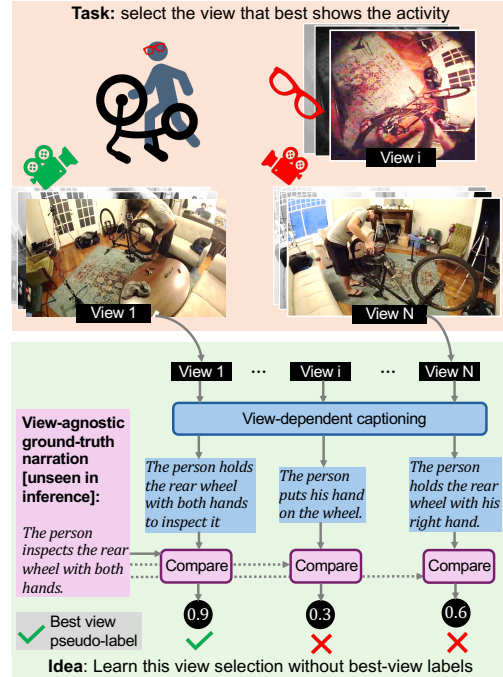 Task: select the view that best shows the activity
View i
View 1
View N
View 1 ... View i ... View N
View-dependent captioning
View-agnostic
ground-truth
narration
[unseen in
inference]:
The person
inspects the rear
wheel with both
hands.
The person holds
the rear wheel
with both hands
to inspect it
The person
puts his hand
on the wheel.
The person
holds the rear
wheel with his
right hand.
Compare
Compare
Compare
0.9
0.3
0.6
Best view
pseudo-label
Idea: Learn this view selection without best-view labels